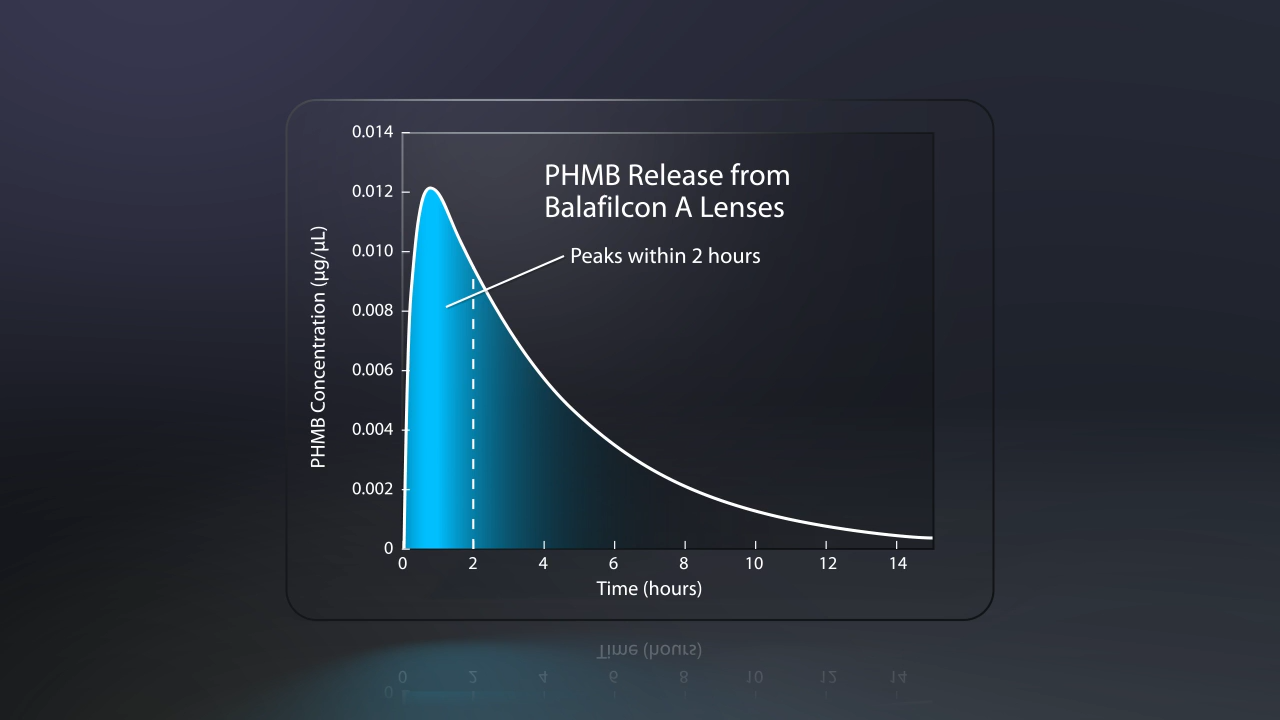 PHMB Release from
Balafilcon A Lenses
Peaks within 2 hours
PHMB Concentration (µg/µL)
0.014
0.012
0.010
0.008
0.006
0.004
0.002
0
0 2 4 6 8 10 12 14
Time (hours)
Time (hours)
0 2 4 6 8 10 12 14
0